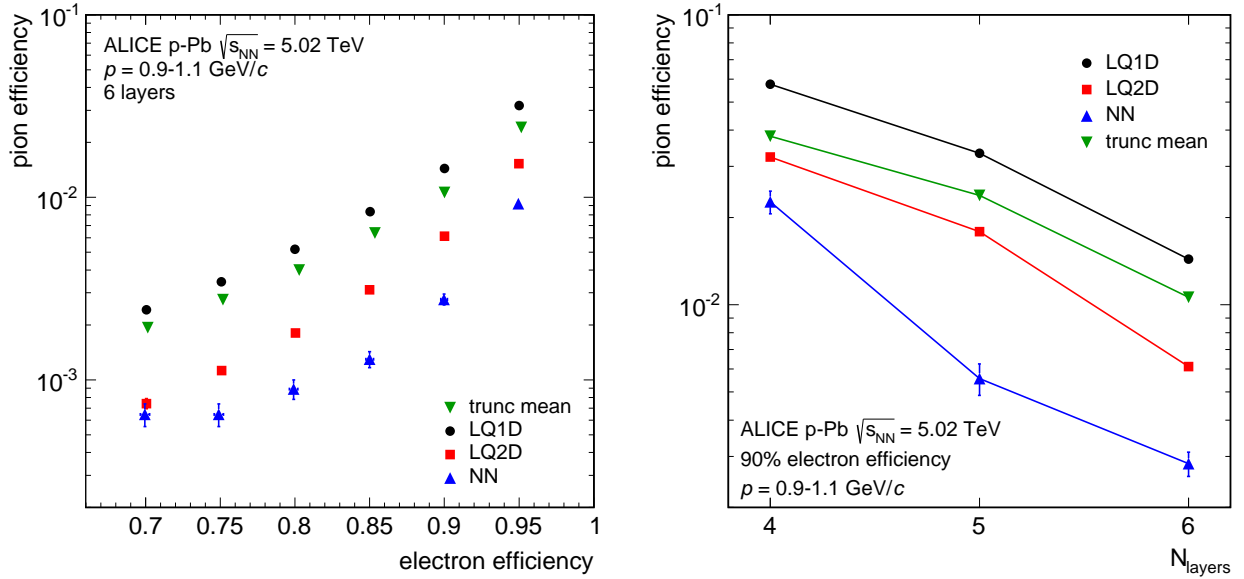 pion efficiency
10⁻¹
10⁻²
10⁻³
ALICE p-Pb √s_NN = 5.02 TeV
p = 0.9-1.1 GeV/c
6 layers
trunc mean
LQ1D
LQ2D
NN
0.7 0.75 0.8 0.85 0.9 0.95 1
electron efficiency
pion efficiency
10⁻¹
10⁻²
LQ1D
LQ2D
NN
trunc mean
ALICE p-Pb √s_NN = 5.02 TeV
90% electron efficiency
p = 0.9-1.1 GeV/c
4 5 6
N_layers